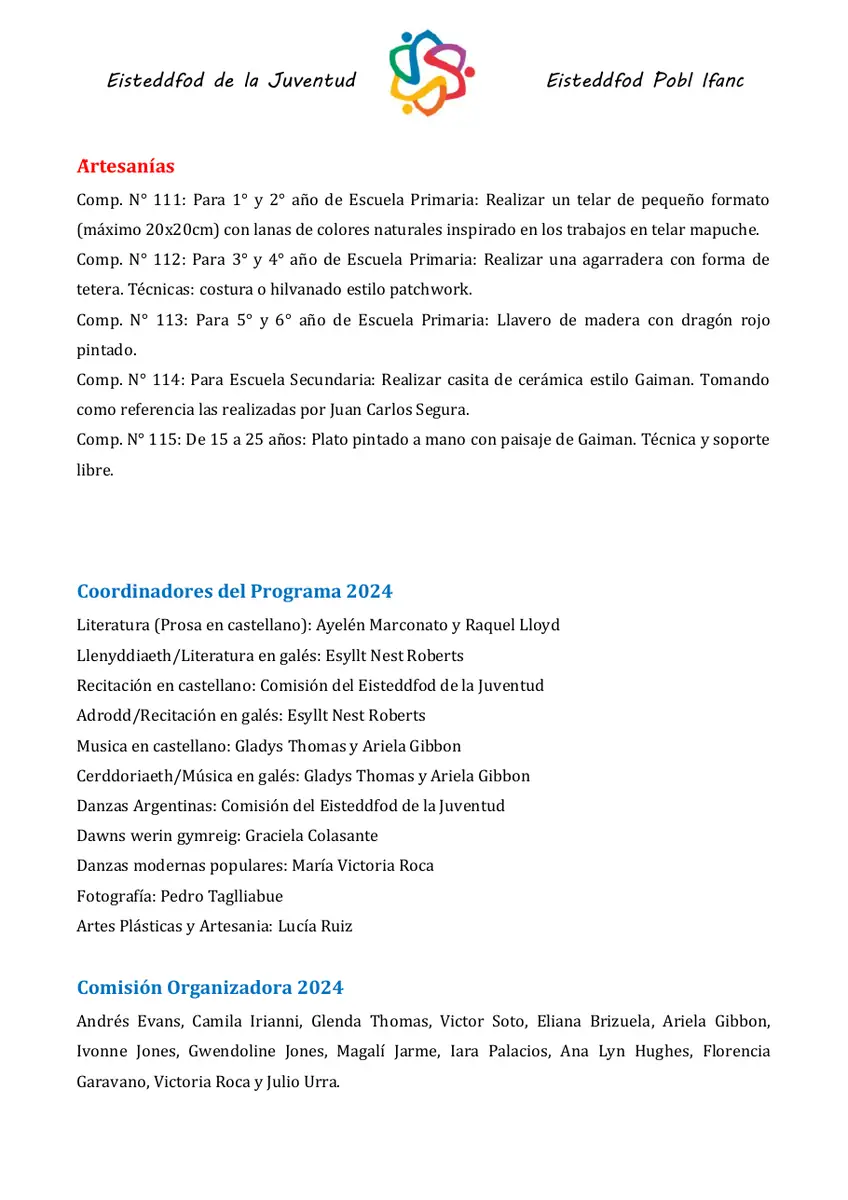 Eisteddfod de la Juventud
Eisteddfod Pobl Ifanc
Artesanías
Comp. N° 111: Para 1° y 2° año de Escuela Primaria: Realizar un telar de pequeño formato
(máximo 20x20cm) con lanas de colores naturales inspirado en los trabajos en telar mapuche.
Comp. N° 112: Para 3° y 4° año de Escuela Primaria: Realizar una agarradera con forma de
tetera. Técnicas: costura o hilvanado estilo patchwork.
Comp. N° 113: Para 5° y 6° año de Escuela Primaria: Llavero de madera con dragón rojo
pintado.
Comp. N° 114: Para Escuela Secundaria: Realizar casita de cerámica estilo Gaiman. Tomando
como referencia las realizadas por Juan Carlos Segura.
Comp. N° 115: De 15 a 25 años: Plato pintado a mano con paisaje de Gaiman. Técnica y soporte
libre.
Coordinadores del Programa 2024
Literatura (Prosa en castellano): Ayelén Marconato y Raquel Lloyd
Llenyddiaeth/Literatura en galés: Esyllt Nest Roberts
Recitación en castellano: Comisión del Eisteddfod de la Juventud
Adrodd/Recitación en galés: Esyllt Nest Roberts
Musica en castellano: Gladys Thomas y Ariela Gibbon
Cerddoriaeth/Música en galés: Gladys Thomas y Ariela Gibbon
Danzas Argentinas: Comisión del Eisteddfod de la Juventud
Dawns werin gymreig: Graciela Colasante
Danzas modernas populares: María Victoria Roca
Fotografía: Pedro Taglliabue
Artes Plásticas y Artesania: Lucía Ruiz
Comisión Organizadora 2024
Andrés Evans, Camila Irianni, Glenda Thomas, Victor Soto, Eliana Brizuela, Ariela Gibbon,
Ivonne Jones, Gwendoline Jones, Magalí Jarme, Iara Palacios, Ana Lyn Hughes, Florencia
Garavano, Victoria Roca y Julio Urra.